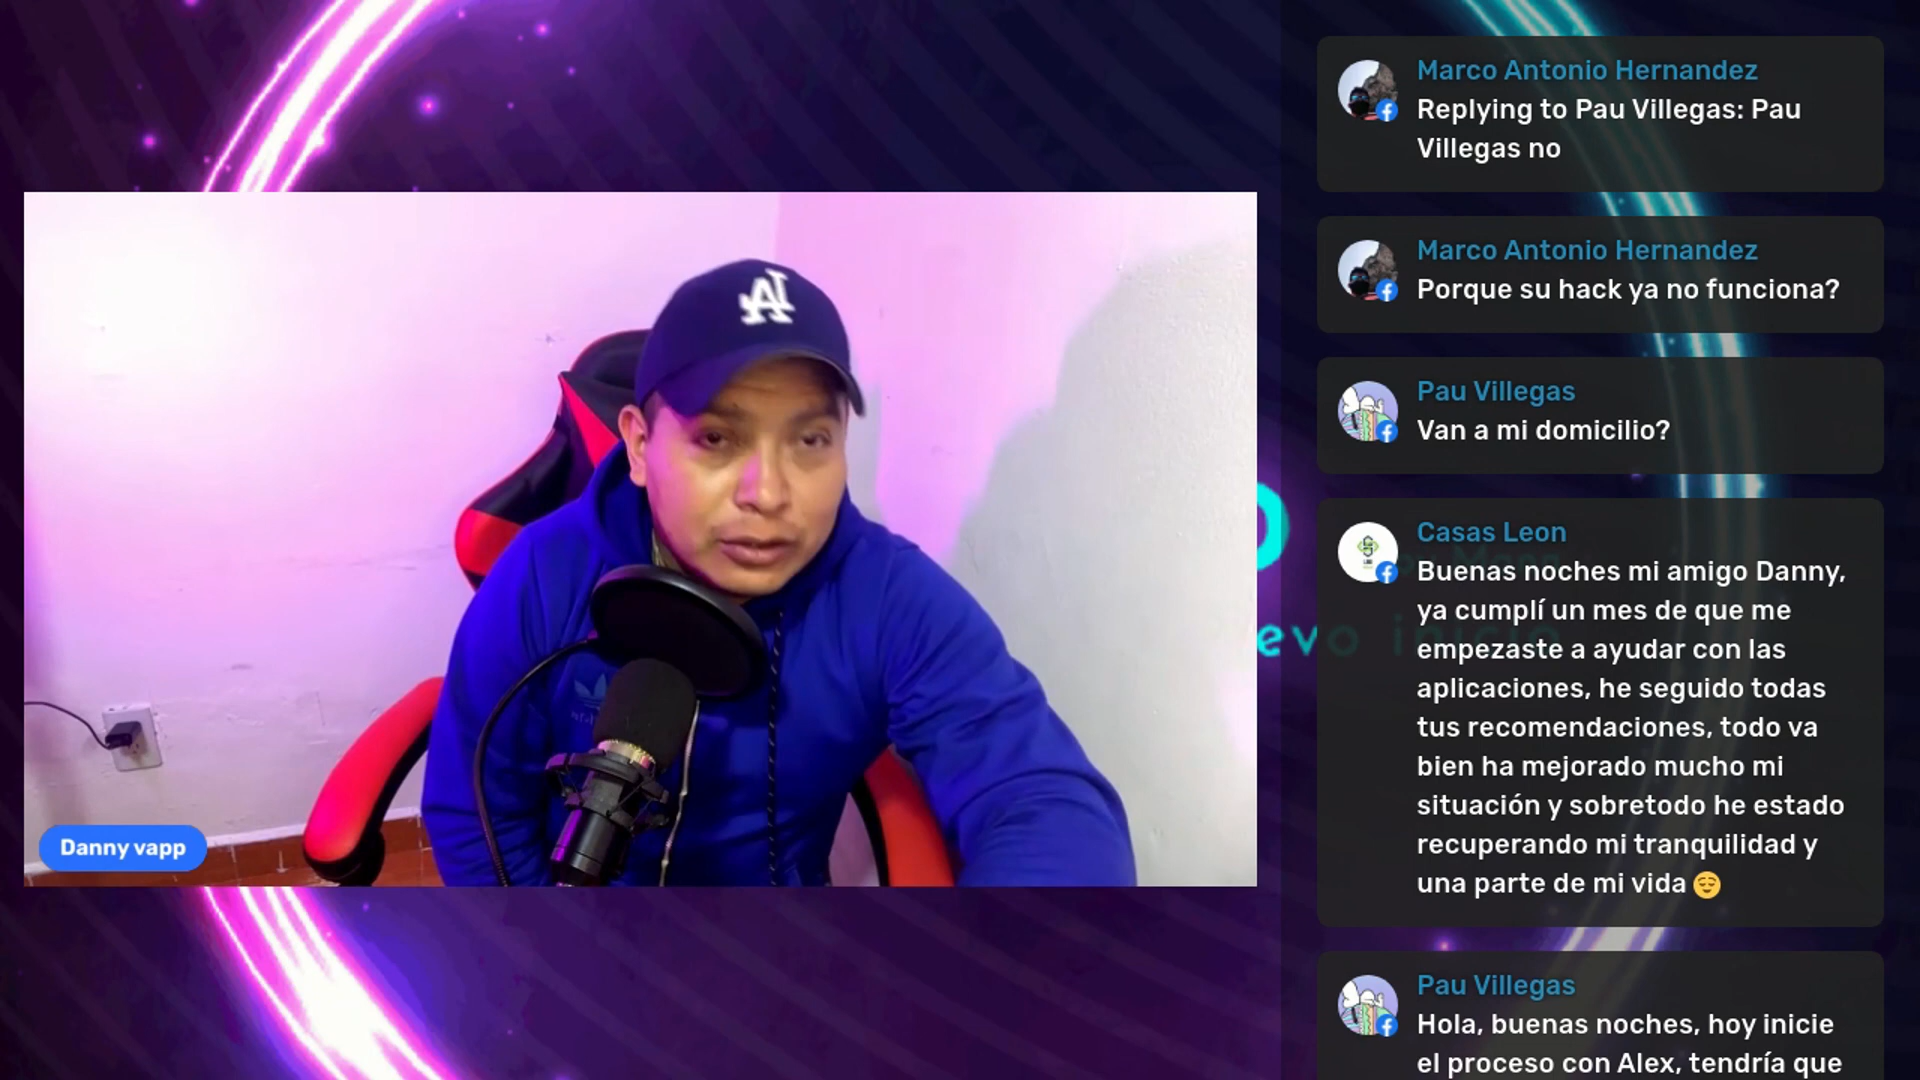 LA
Danny vapp
evo inicio
Marco Antonio Hernandez
Replying to Pau Villegas: Pau
Villegas no
Marco Antonio Hernandez
Porque su hack ya no funciona?
Pau Villegas
Van a mi domicilio?
Casas Leon
Buenas noches mi amigo Danny,
ya cumplí un mes de que me
empezaste a ayudar con las
aplicaciones, he seguido todas
tus recomendaciones, todo va
bien ha mejorado mucho mi
situación y sobretodo he estado
recuperando mi tranquilidad y
una parte de mi vida 😌
Pau Villegas
Hola, buenas noches, hoy inicie
el proceso con Alex, tendría que